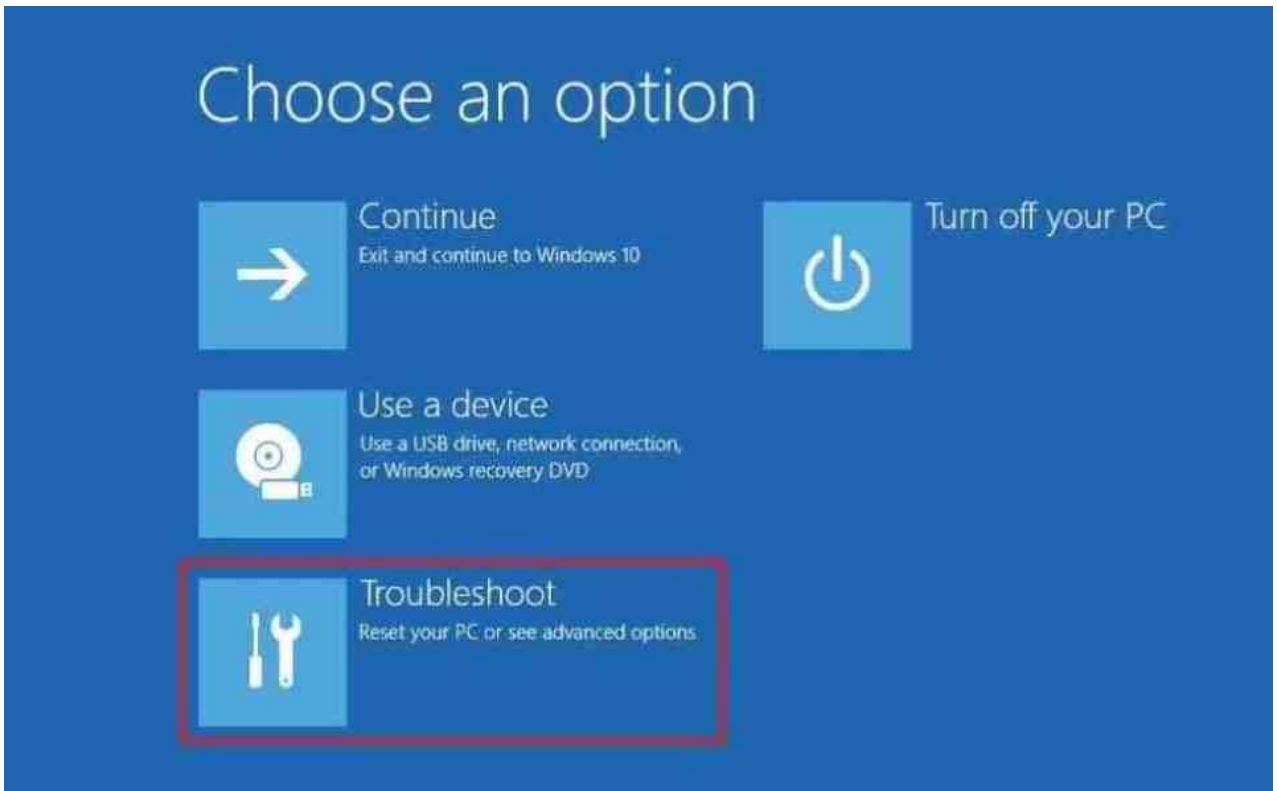 Choose an option
Continue
Exit and continue to Windows 10
Turn off your PC
Use a device
Use a USB drive, network connection,
or Windows recovery DVD
Troubleshoot
Reset your PC or see advanced options